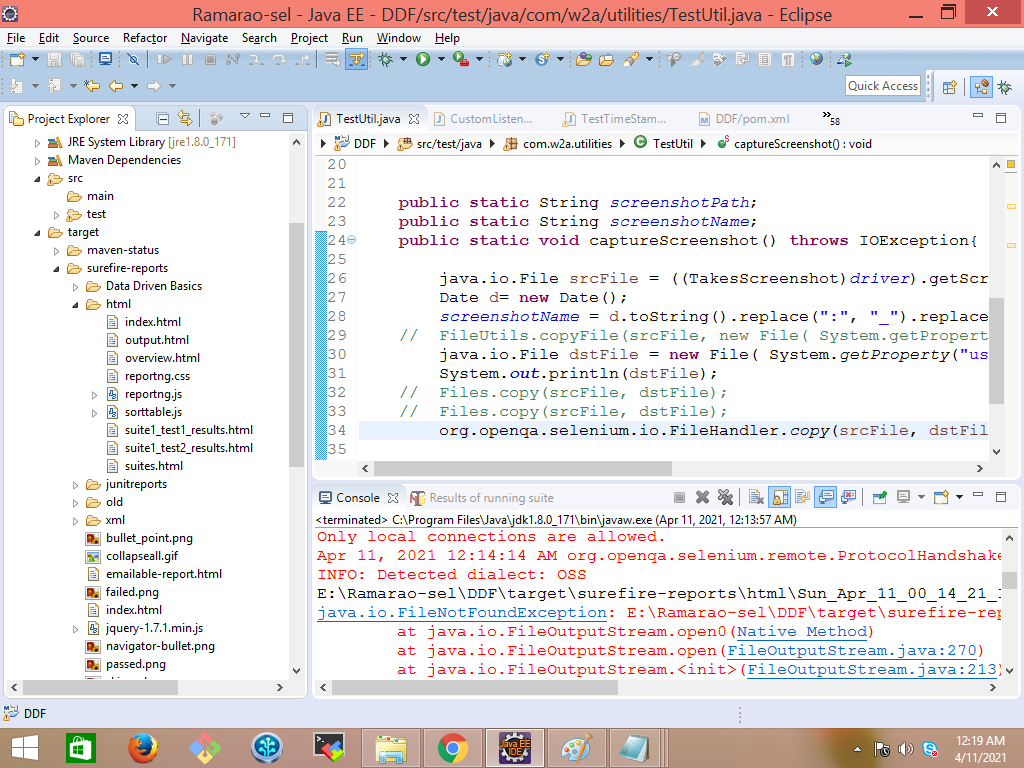 Ramarao-sel - Java EE - DDF/src/test/java/com/w2a/utilities/TestUtil.java - Eclipse
File Edit Source Refactor Navigate Search Project Run Window Help
Quick Access
Project Explorer
JRE System Library [jre1.8.0_171]
Maven Dependencies
src
main
test
target
maven-status
surefire-reports
Data Driven Basics
html
index.html
output.html
overview.html
reportng.css
reportng.js
sorttable.js
suite1_test1_results.html
suite1_test2_results.html
suites.html
junitreports
old
xml
bullet_point.png
collapseall.gif
emailable-report.html
failed.png
index.html
jquery-1.7.1.min.js
navigator-bullet.png
passed.png
TestUtil.java CustomListen... TestTimeStam... DDF/pom.xml »58
DDF src/test/java com.w2a.utilities TestUtil captureScreenshot() : void
20
21
22 public static String screenshotPath;
23 public static String screenshotName;
24 public static void captureScreenshot() throws IOException{
25
26 java.io.File srcFile = ((TakesScreenshot)driver).getScr
27 Date d= new Date();
28 screenshotName = d.toString().replace(":", "_").replace
29 // FileUtils.copyFile(srcFile, new File( System.getPropert
30 java.io.File dstFile = new File( System.getProperty("us
31 System.out.println(dstFile);
32 // Files.copy(srcFile, dstFile);
33 // Files.copy(srcFile, dstFile);
34 org.openqa.selenium.io.FileHandler.copy(srcFile, dstFil
35
Console Results of running suite
<terminated> C:\Program Files\Java\jdk1.8.0_171\bin\javaw.exe (Apr 11, 2021, 12:13:57 AM)
Only local connections are allowed.
Apr 11, 2021 12:14:14 AM org.openqa.selenium.remote.ProtocolHandshake
INFO: Detected dialect: OSS
E:\Ramarao-sel\DDF\target\surefire-reports\html\Sun_Apr_11_00_14_21_
java.io.FileNotFoundException: E:\Ramarao-sel\DDF\target\surefire-rep
at java.io.FileOutputStream.open0(Native Method)
at java.io.FileOutputStream.open(FileOutputStream.java:270)
at java.io.FileOutputStream.<init>(FileOutputStream.java:213)
DDF
Java EE
IDE
12:19 AM
4/11/2021